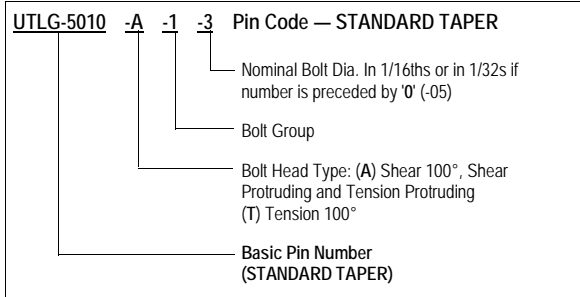 UTLG-5010 -A -1 -3 Pin Code — STANDARD TAPER
Nominal Bolt Dia. In 1/16ths or in 1/32s if
number is preceded by '0' (-05)
Bolt Group
Bolt Head Type: (A) Shear 100°, Shear
Protruding and Tension Protruding
(T) Tension 100°
Basic Pin Number
(STANDARD TAPER)